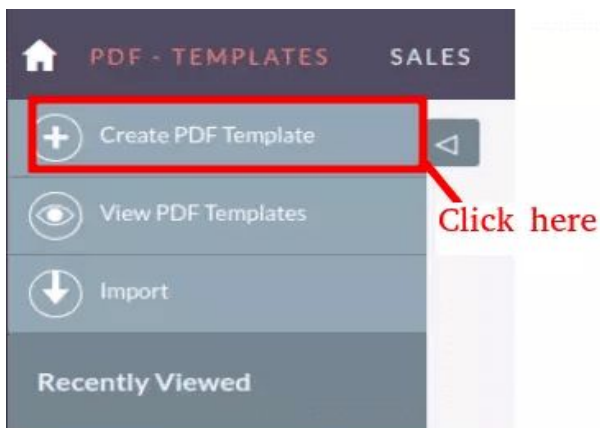 PDF - TEMPLATES SALES
Create PDF Template
View PDF Templates
Click here
Import
Recently Viewed